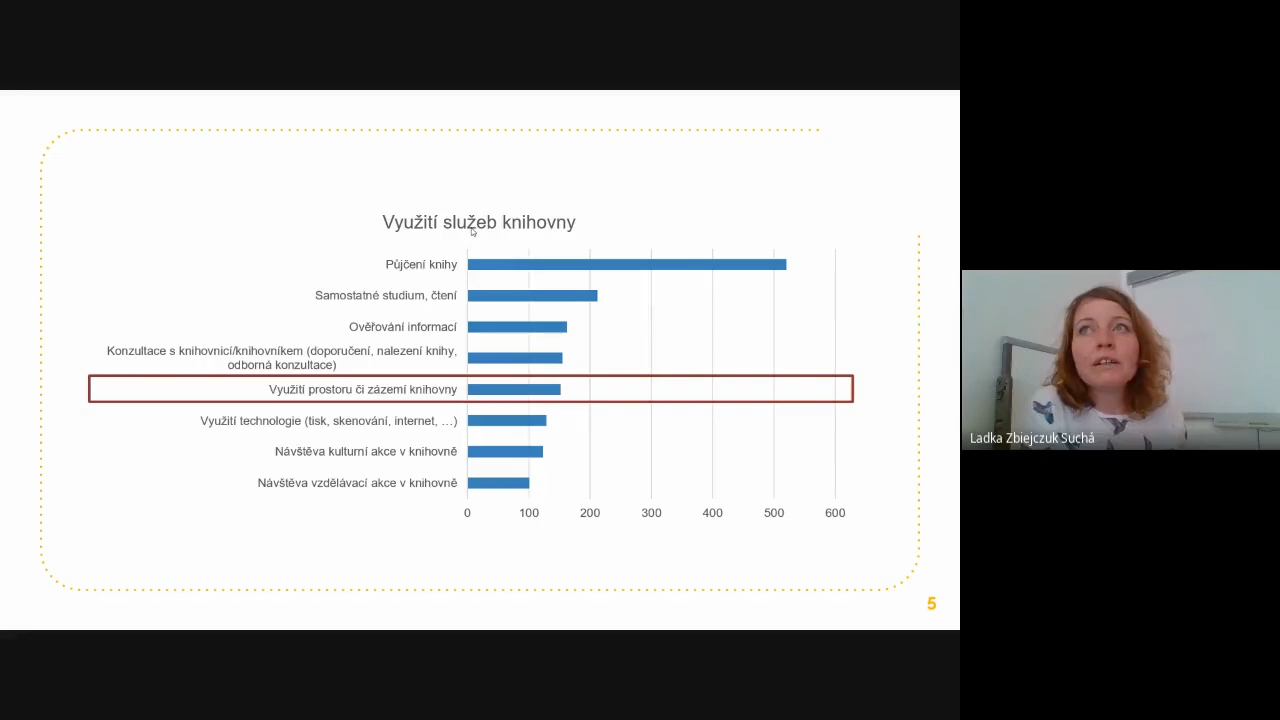 Využití služeb knihovny
Půjčení knihy
Samostatné studium, čtení
Ověřování informací
Konzultace s knihovnicí/knihovníkem (doporučení, nalezení knihy,
odborná konzultace)
Využití prostoru či zázemí knihovny
Využití technologie (tisk, skenování, internet, …)
Návštěva kulturní akce v knihovně
Návštěva vzdělávací akce v knihovně
0 100 200 300 400 500 600
5
Ladka Zbiejczuk Suchá